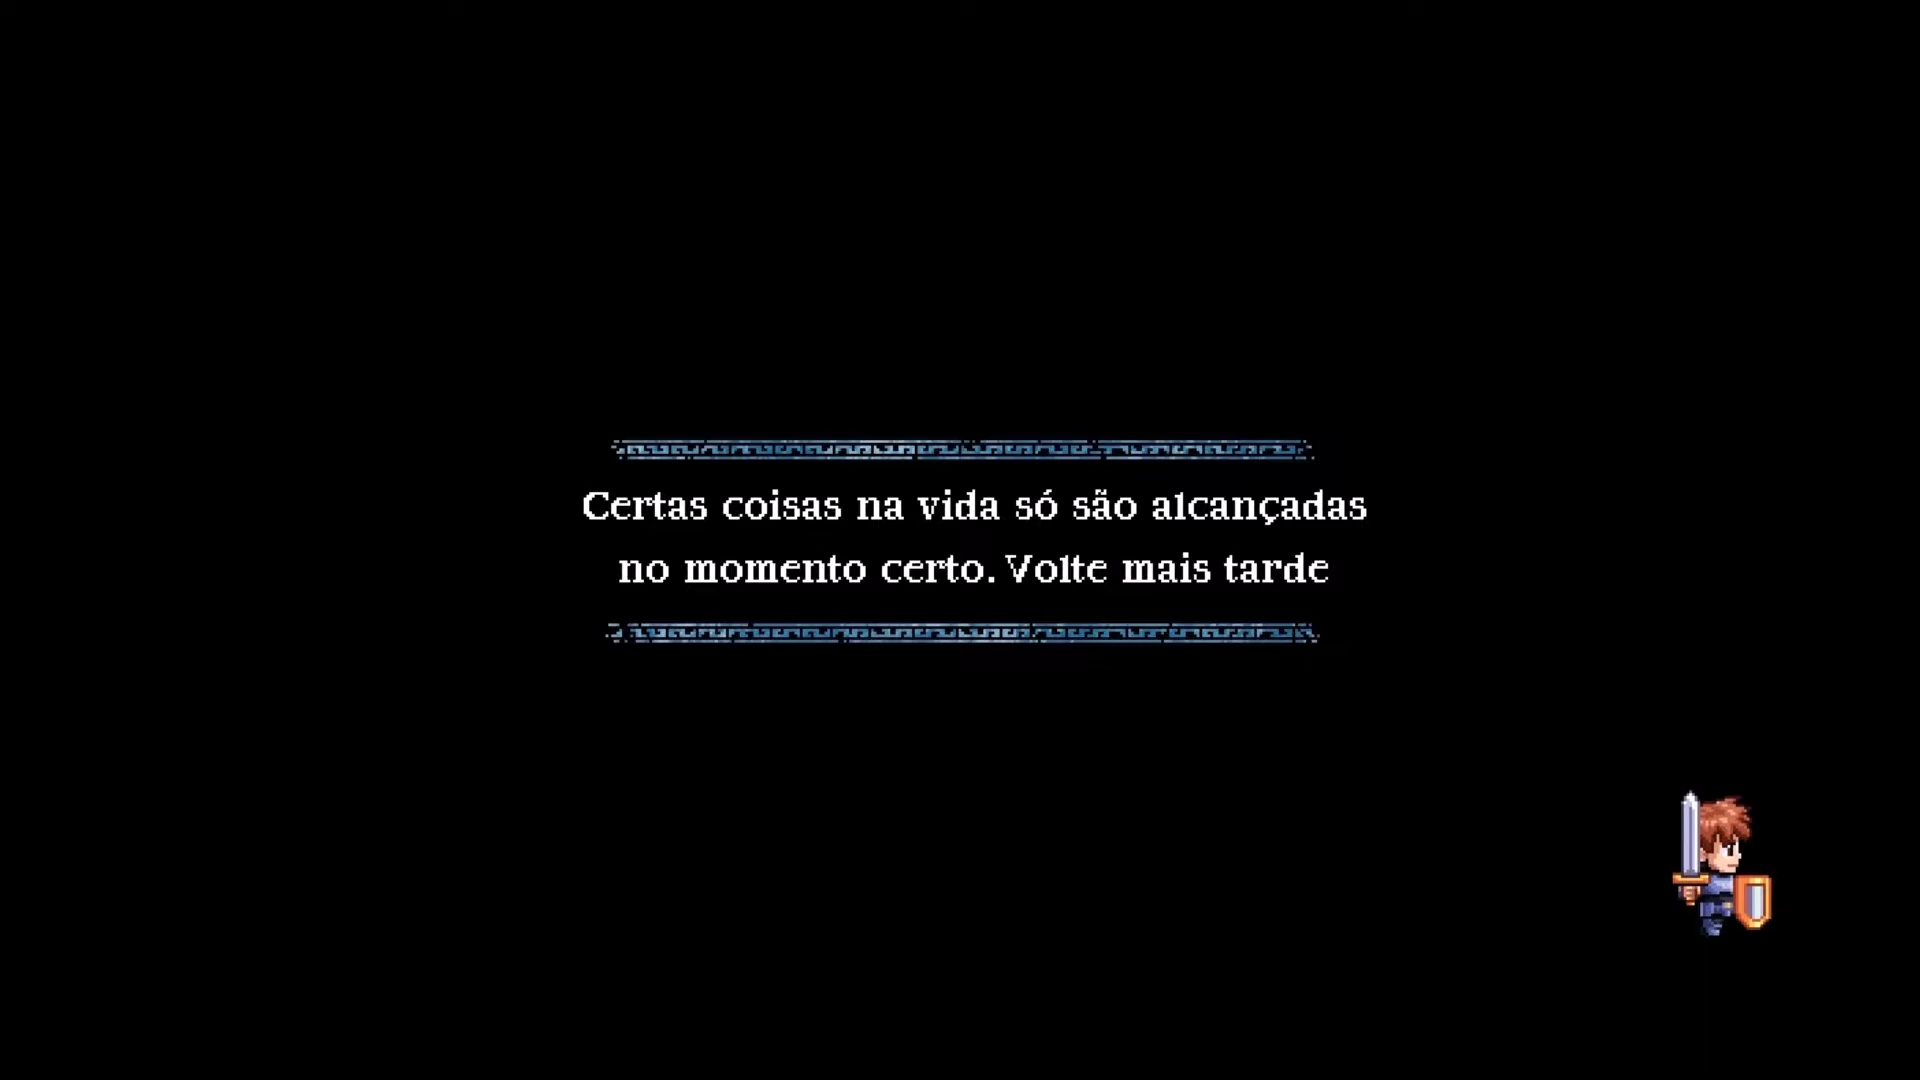 Certas coisas na vida só são alcançadas
no momento certo. Volte mais tarde